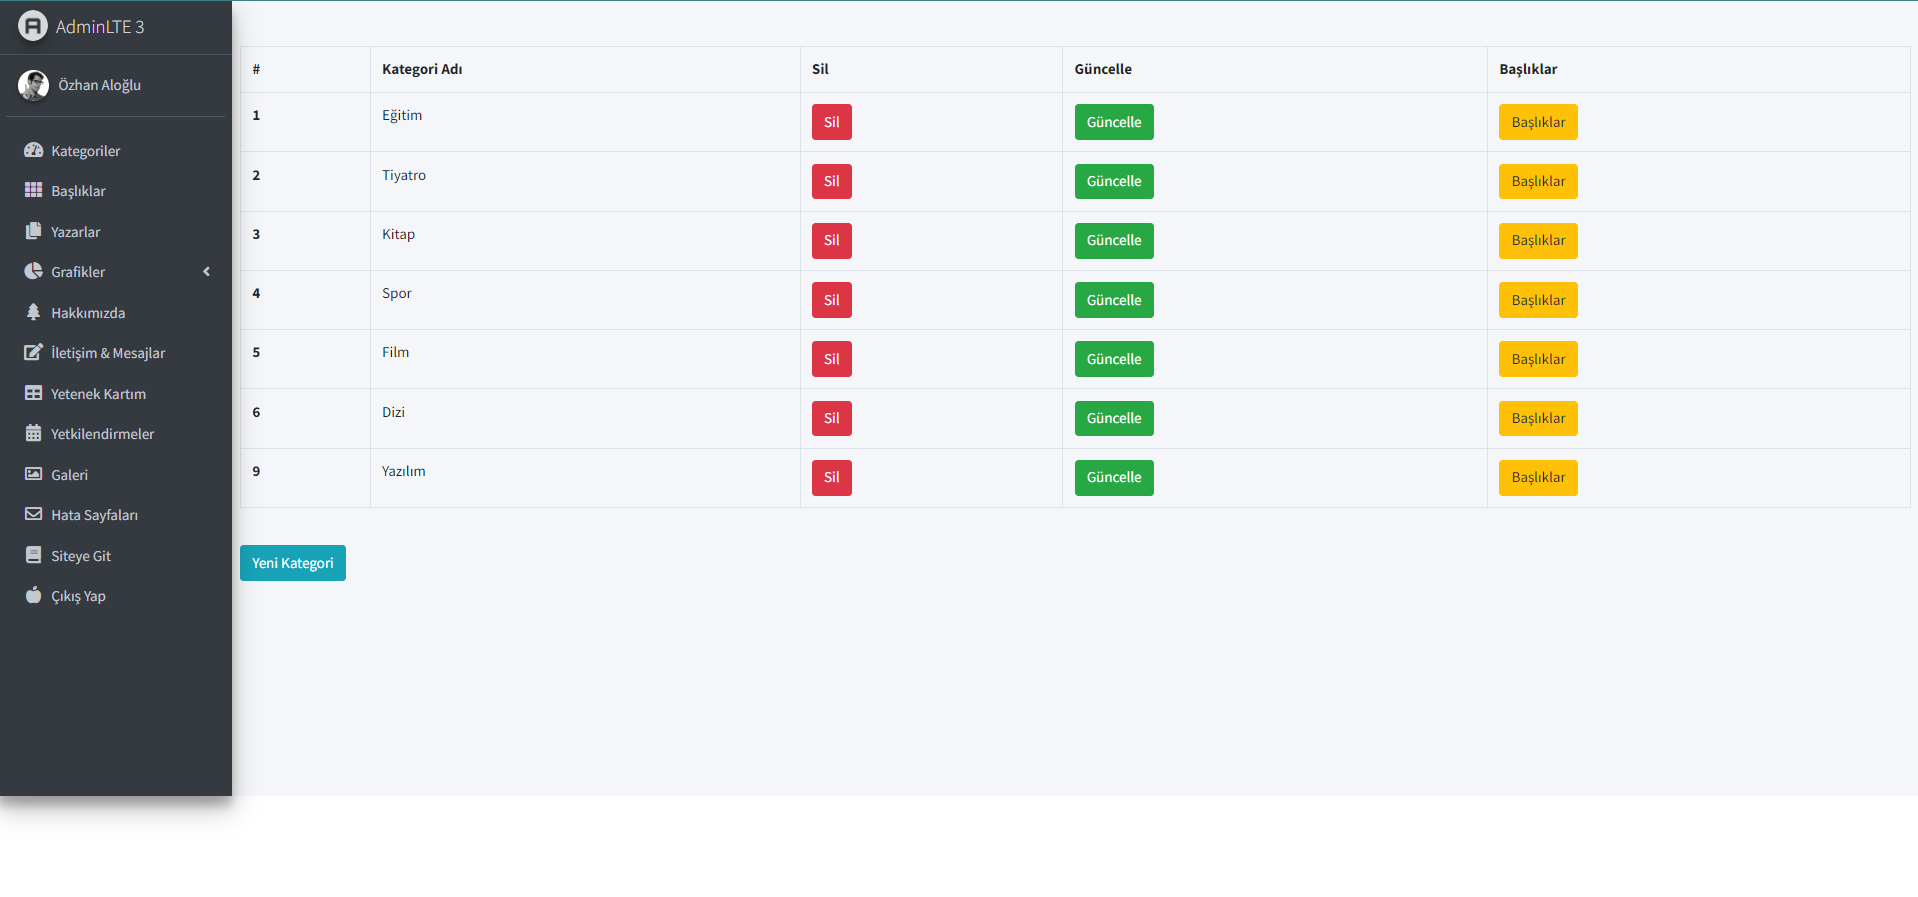 AdminLTE 3
Özhan Aloğlu
Kategoriler
Başlıklar
Yazarlar
Grafikler
Hakkımızda
İletişim & Mesajlar
Yetenek Kartım
Yetkilendirmeler
Galeri
Hata Sayfaları
Siteye Git
Çıkış Yap
# Kategori Adı Sil Güncelle Başlıklar
1 Eğitim Sil Güncelle Başlıklar
2 Tiyatro Sil Güncelle Başlıklar
3 Kitap Sil Güncelle Başlıklar
4 Spor Sil Güncelle Başlıklar
5 Film Sil Güncelle Başlıklar
6 Dizi Sil Güncelle Başlıklar
9 Yazılım Sil Güncelle Başlıklar
Yeni Kategori